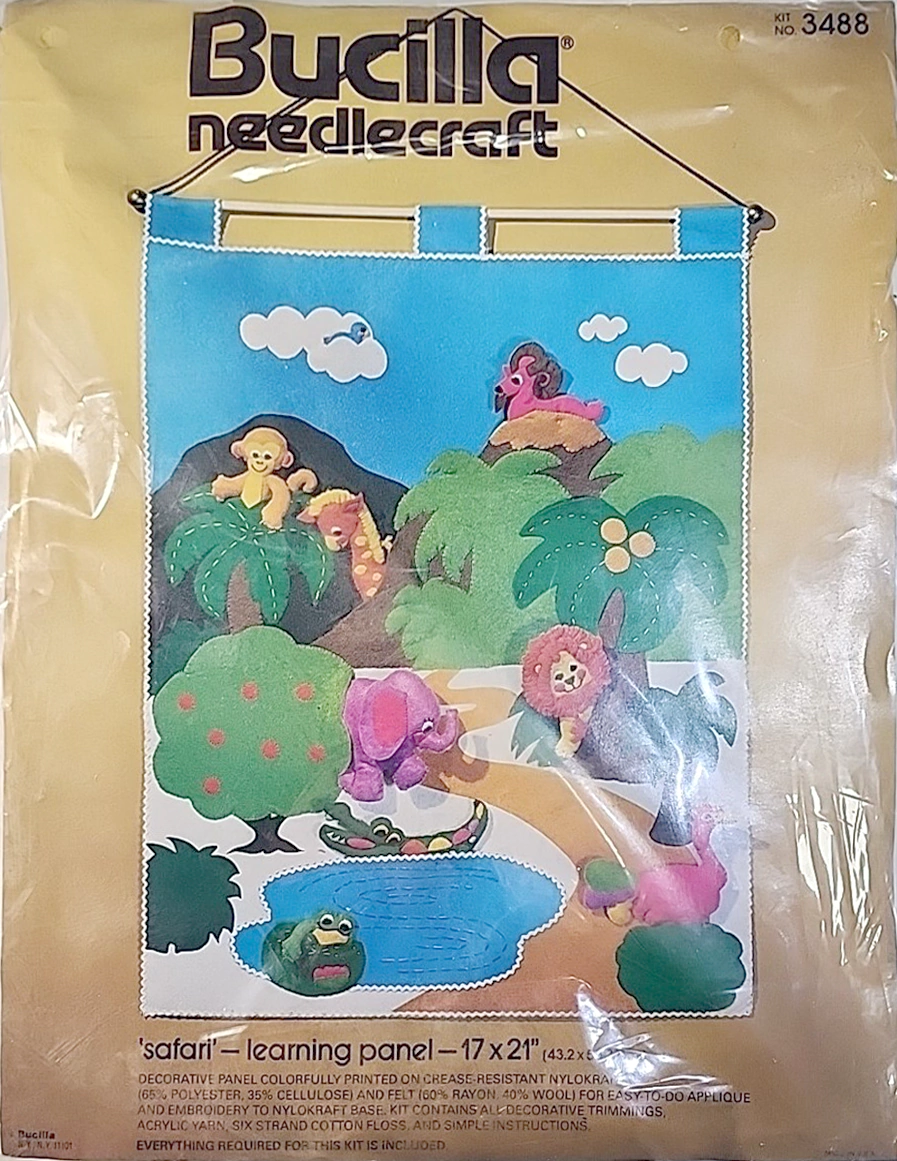 Bucilla®
needlecraft
KIT
NO. 3488
'safari' – learning panel – 17 x 21" (43.2 x
DECORATIVE PANEL COLORFULLY PRINTED ON CREASE-RESISTANT
(65% POLYESTER, 35% CELLULOSE) AND FELT (60% RAYON, 40% WOOL) FOR EASY-TO-DO APPLIQUE
AND EMBROIDERY TO NYLOKRAFT BASE. KIT CONTAINS ALL DECORATIVE TRIMMINGS,
ACRYLIC YARN, SIX STRAND COTTON FLOSS, AND SIMPLE INSTRUCTIONS.
EVERYTHING REQUIRED FOR THIS KIT IS INCLUDED.
Bucilla
N.Y. 11101